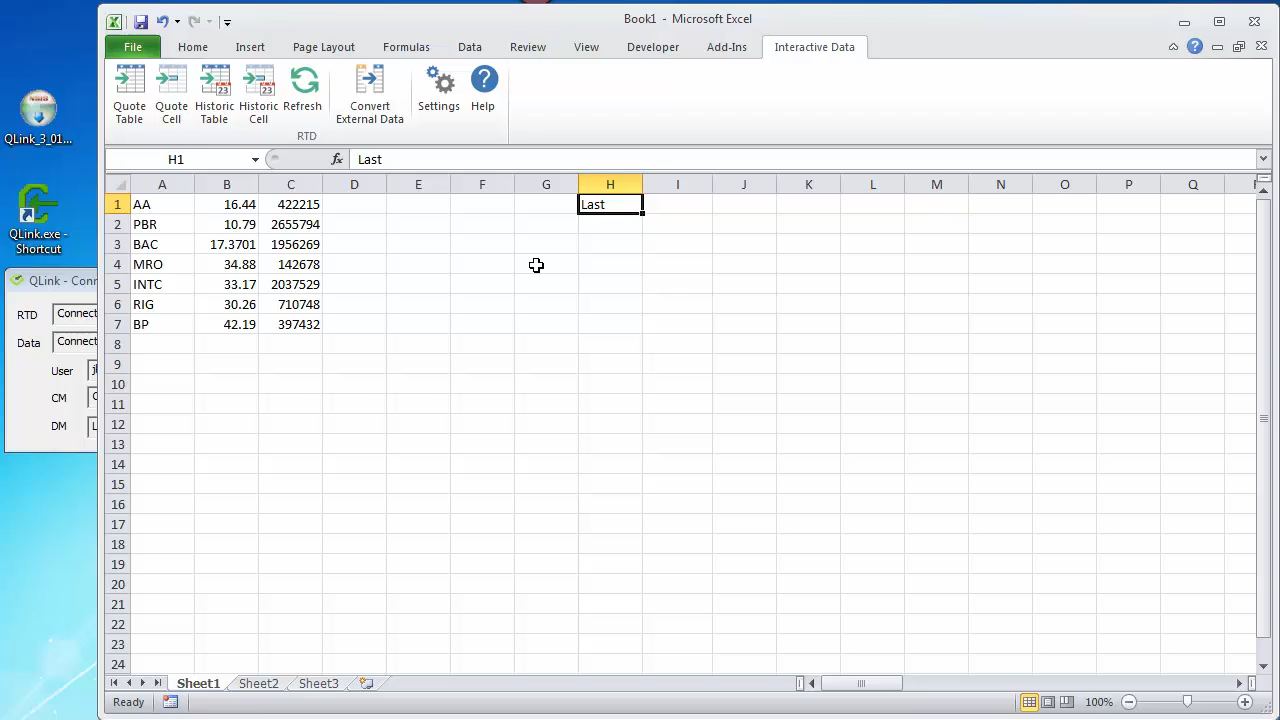 Book1 - Microsoft Excel
File Home Insert Page Layout Formulas Data Review View Developer Add-Ins Interactive Data
Quote Table
Quote Cell
Historic Table
Historic Cell
Refresh
Convert External Data
Settings
Help
RTD
H1 fx Last
A B C D E F G H I K L M N O P Q
1 AA 16.44 422215 Last
2 PBR 10.79 2655794
3 BAC 17.3701 1956269
4 MRO 34.88 142678
5 INTC 33.17 2037529
6 RIG 30.26 710748
7 BP 42.19 397432
8
9
10
11
12
13
14
15
16
17
18
19
20
21
22
23
24
Sheet1 Sheet2 Sheet3
Ready 100%
QLink_3_01...
QLink.exe -
Shortcut
QLink - Conn
RTD Connect
Data Connect
User
CM
DM